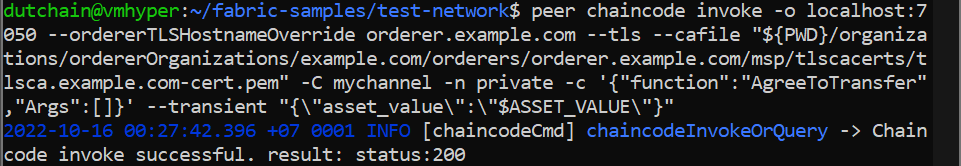 dutchain@vmhyper:~/fabric-samples/test-network$ peer chaincode invoke -o localhost:7
050 --ordererTLSHostnameOverride orderer.example.com --tls --cafile "${PWD}/organiza
tions/ordererOrganizations/example.com/orderers/orderer.example.com/msp/tlscacerts/t
lsca.example.com-cert.pem" -C mychannel -n private -c '{"function":"AgreeToTransfer"
,"Args":[]}' --transient "{\"asset_value\":\"$ASSET_VALUE\"}"
2022-10-16 00:27:42.396 +07 0001 INFO [chaincodeCmd] chaincodeInvokeOrQuery -> Chain
code invoke successful. result: status:200